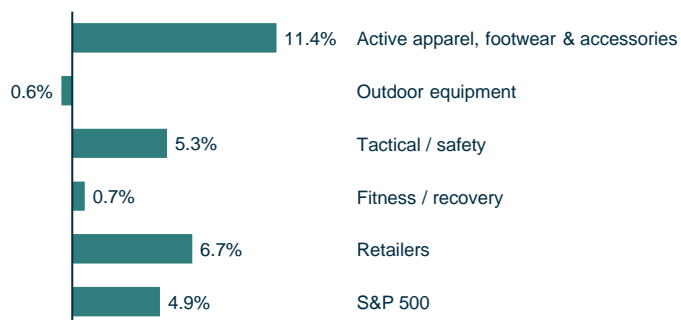 11.4% Active apparel, footwear & accessories
0.6% Outdoor equipment
5.3% Tactical / safety
0.7% Fitness / recovery
6.7% Retailers
4.9% S&P 500